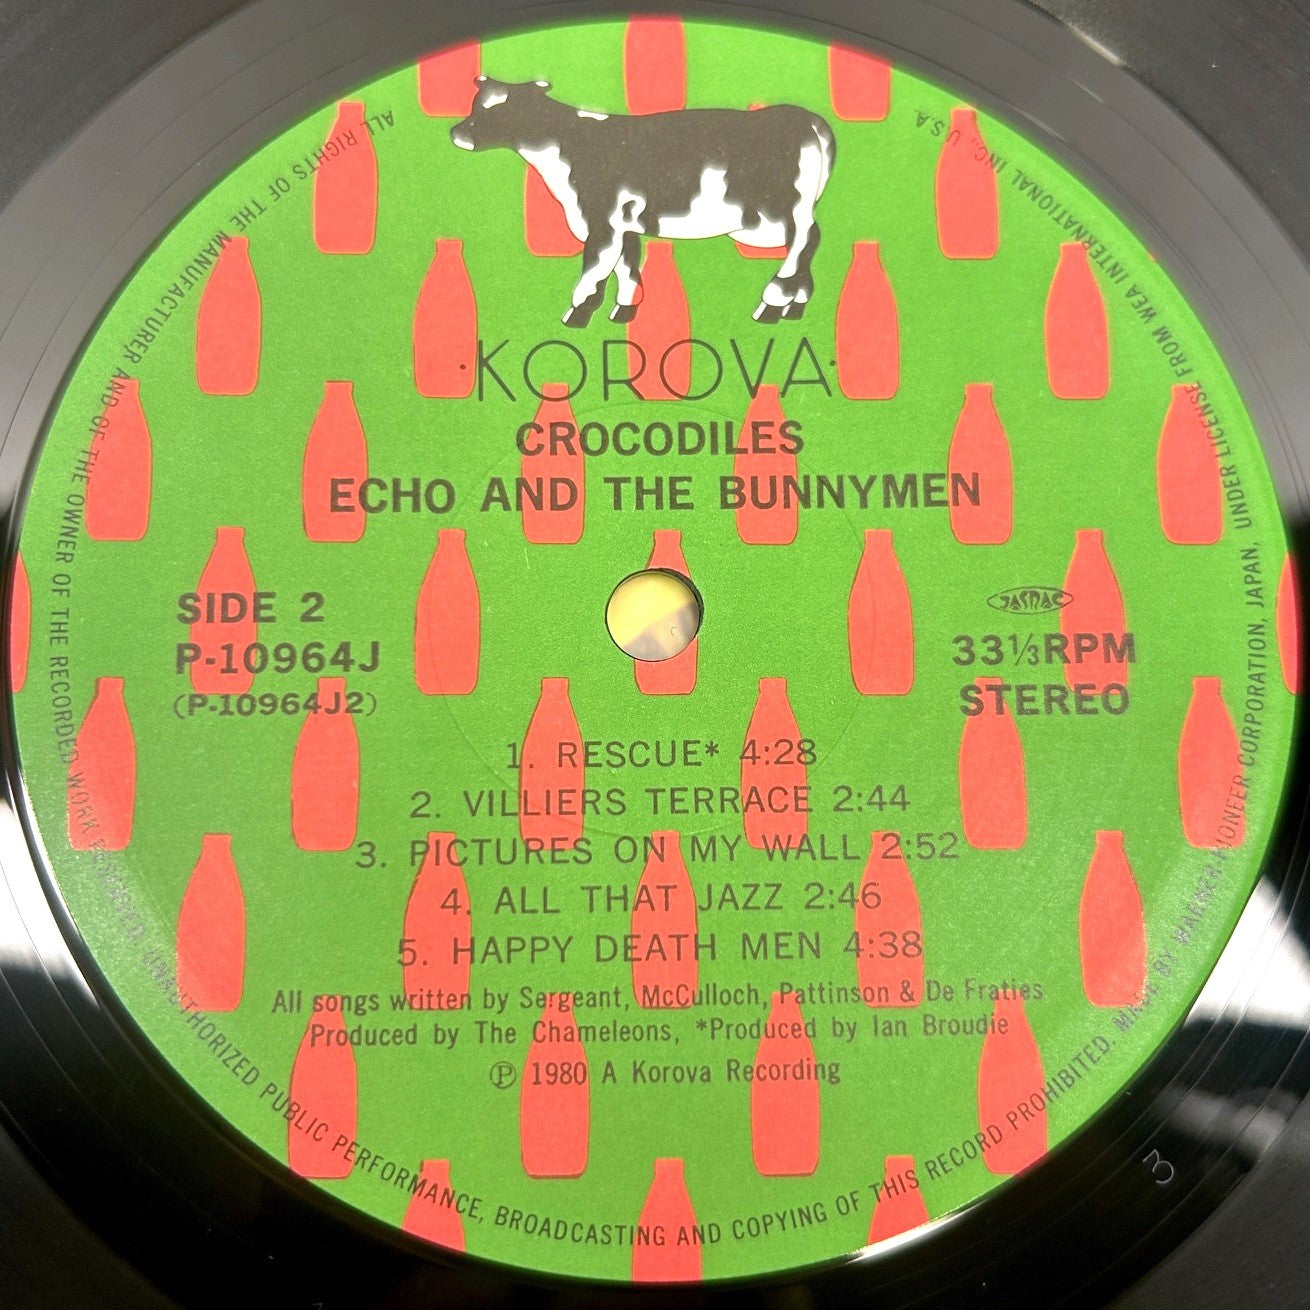 ·KOROVA·
CROCODILES
ECHO AND THE BUNNYMEN
SIDE 2
P-10964J
(P-10964J2)
JASRAC
33⅓RPM
STEREO
1. RESCUE* 4:28
2. VILLIERS TERRACE 2:44
3. PICTURES ON MY WALL 2:52
4. ALL THAT JAZZ 2:46
5. HAPPY DEATH MEN 4:38
All songs written by Sergeant, McCulloch, Pattinson & De Fraties
Produced by The Chameleons, *Produced by Ian Broudie
Ⓟ 1980 A Korova Recording
ALL RIGHTS OF THE MANUFACTURER AND OF THE OWNER OF THE RECORDED WORK RESERVED. UNAUTHORIZED PUBLIC PERFORMANCE, BROADCASTING AND COPYING OF THIS RECORD PROHIBITED. MADE BY WARNER-PIONEER CORPORATION, JAPAN, UNDER LICENSE FROM WEA INTERNATIONAL INC., U.S.A.